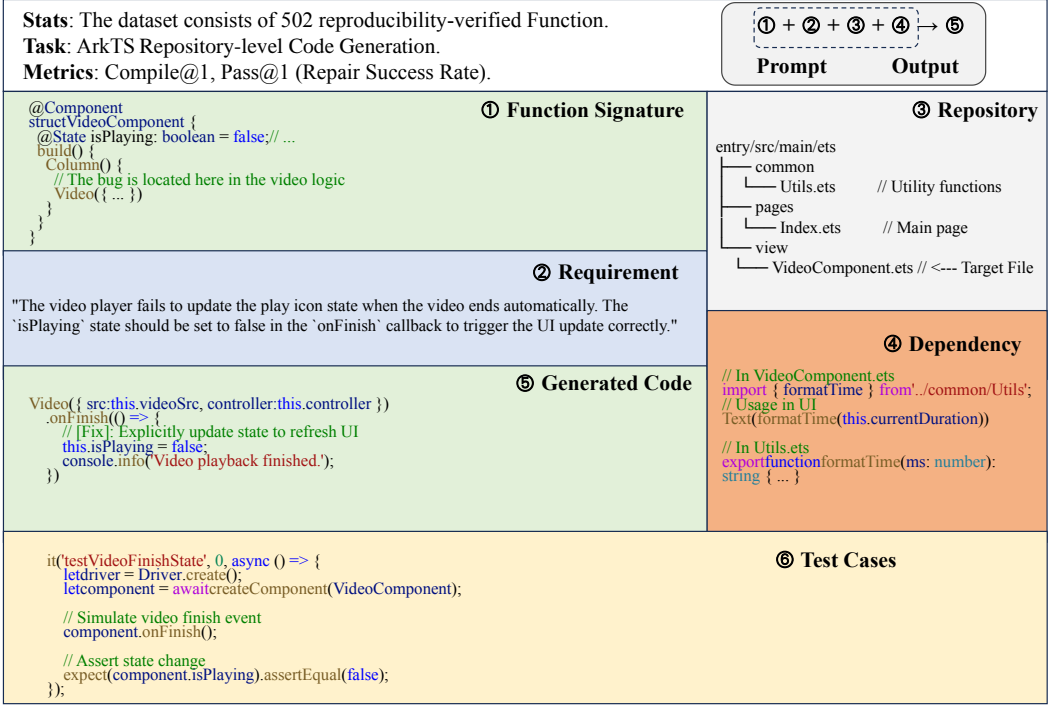 Stats: The dataset consists of 502 reproducibility-verified Function.
Task: ArkTS Repository-level Code Generation.
Metrics: Compile@1, Pass@1 (Repair Success Rate).
① + ② + ③ + ④ → ⑤
Prompt Output
① Function Signature
@Component
structVideoComponent {
@State isPlaying: boolean = false;// ...
build() {
Column() {
// The bug is located here in the video logic
Video({ ... })
}
}
}
② Requirement
"The video player fails to update the play icon state when the video ends automatically. The
`isPlaying` state should be set to false in the `onFinish` callback to trigger the UI update correctly."
③ Repository
entry/src/main/ets
├── common
│ └── Utils.ets // Utility functions
├── pages
│ └── Index.ets // Main page
└── view
└── VideoComponent.ets // <--- Target File
④ Dependency
// In VideoComponent.ets
import { formatTime } from'../common/Utils';
// Usage in UI
Text(formatTime(this.currentDuration))
// In Utils.ets
exportfunctionformatTime(ms: number):
string { ... }
⑤ Generated Code
Video({ src:this.videoSrc, controller:this.controller })
.onFinish(() => {
// [Fix]: Explicitly update state to refresh UI
this.isPlaying = false;
console.info('Video playback finished.');
})
⑥ Test Cases
it('testVideoFinishState', 0, async () => {
letdriver = Driver.create();
letcomponent = awaitcreateComponent(VideoComponent);
// Simulate video finish event
component.onFinish();
// Assert state change
expect(component.isPlaying).assertEqual(false);
});